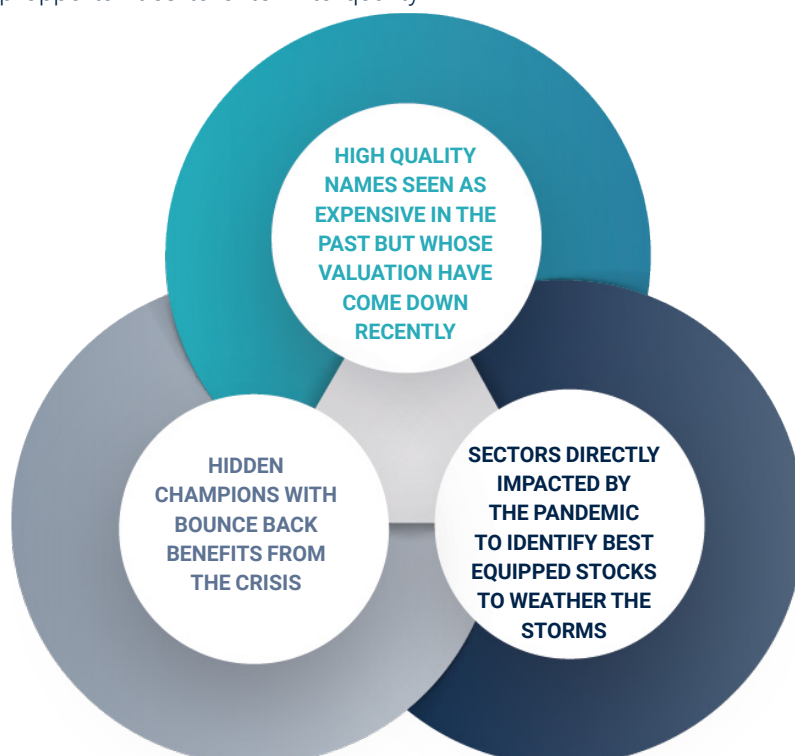 HIGH QUALITY
NAMES SEEN AS
EXPENSIVE IN THE
PAST BUT WHOSE
VALUATION HAVE
COME DOWN
RECENTLY
HIDDEN
CHAMPIONS WITH
BOUNCE BACK
BENEFITS FROM
THE CRISIS
SECTORS DIRECTLY
IMPACTED BY
THE PANDEMIC
TO IDENTIFY BEST
EQUIPPED STOCKS
TO WEATHER THE
STORMS